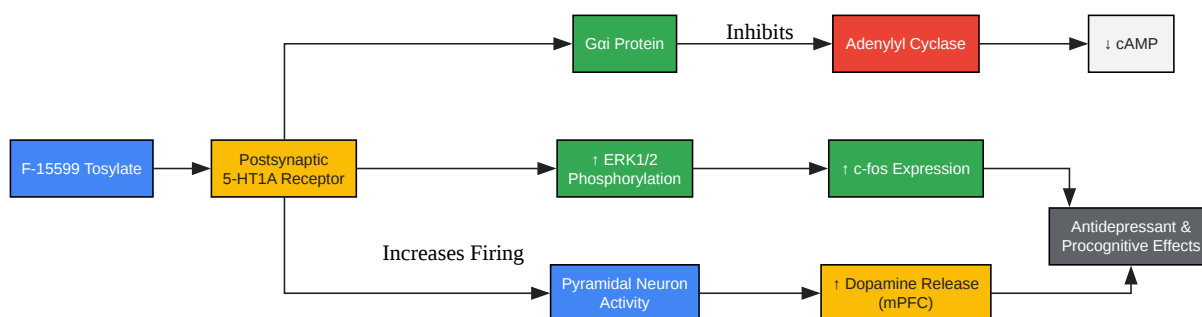 Gαi Protein
Inhibits
Adenylyl Cyclase
↓ cAMP
F-15599 Tosylate
Postsynaptic
5-HT1A Receptor
↑ ERK1/2
Phosphorylation
↑ c-fos Expression
Antidepressant &
Procognitive Effects
Increases Firing
Pyramidal Neuron
Activity
↑ Dopamine Release
(mPFC)